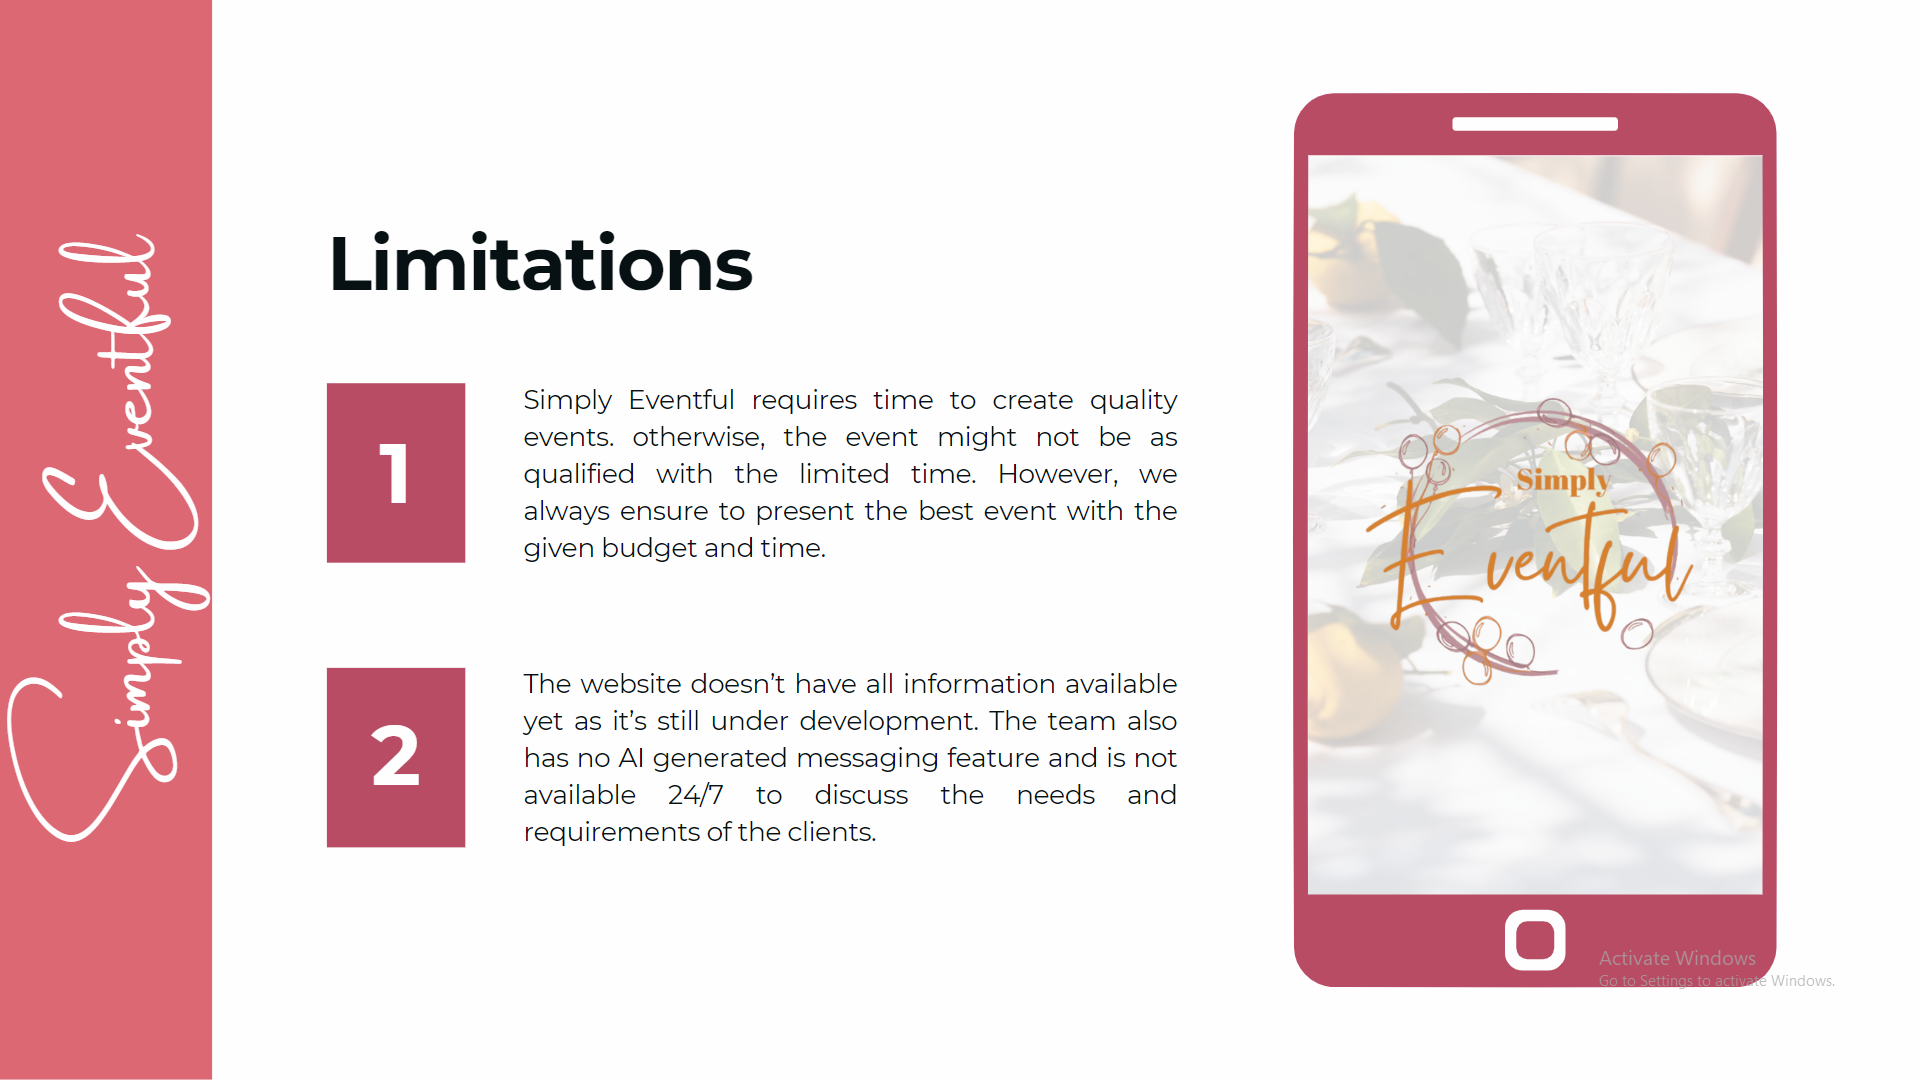 Simply Eventful
Limitations
1
Simply Eventful requires time to create quality
events. otherwise, the event might not be as
qualified with the limited time. However, we
always ensure to present the best event with the
given budget and time.
2
The website doesn’t have all information available
yet as it’s still under development. The team also
has no AI generated messaging feature and is not
available 24/7 to discuss the needs and
requirements of the clients.
Simply
Eventful
Activate Windows
Go to Settings to activate Windows.